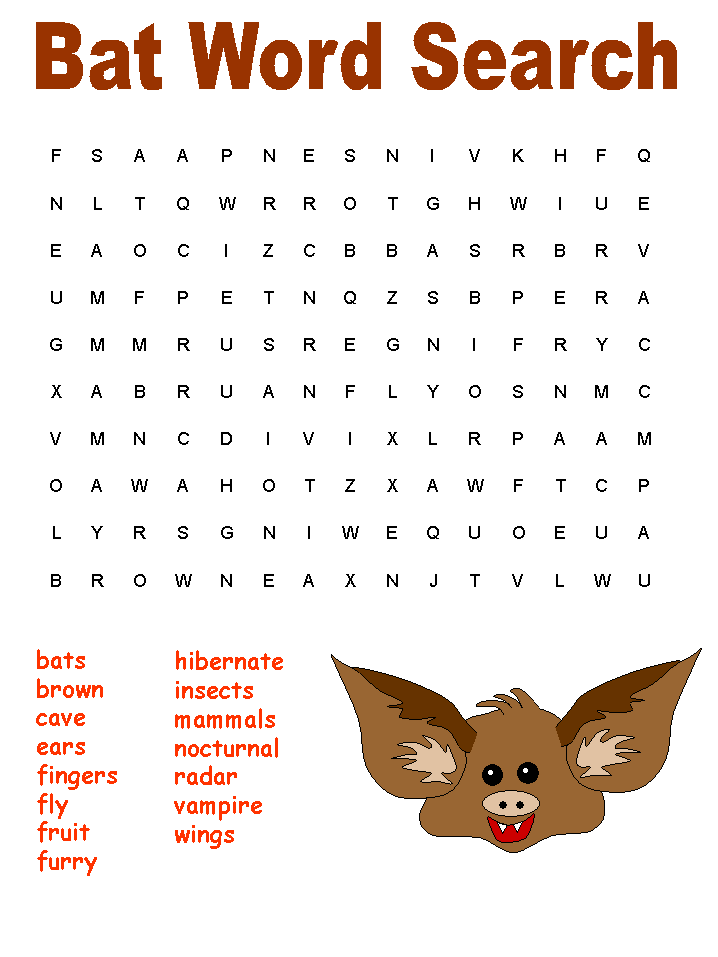 Bat Word Search
F S A A P N E S N I V K H F Q
N L T Q W R R O T G H W I U E
E A O C I Z C B B A S R B R V
U M F P E T N Q Z S B P E R A
G M M R U S R E G N I F R Y C
X A B R U A N F L Y O S N M C
V M N C D I V I X L R P A A M
O A W A H O T Z X A W F T C P
L Y R S G N I W E Q U O E U A
B R O W N E A X N J T V L W U
bats
brown
cave
ears
fingers
fly
fruit
furry
hibernate
insects
mammals
nocturnal
radar
vampire
wings